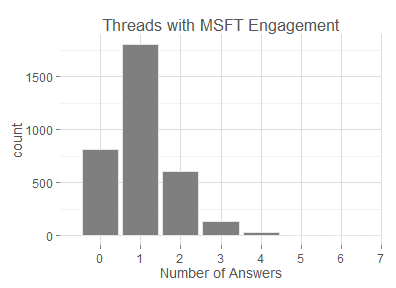 Threads with MSFT Engagement
count
1500
1000
500
0
0 1 2 3 4 5 6 7
Number of Answers